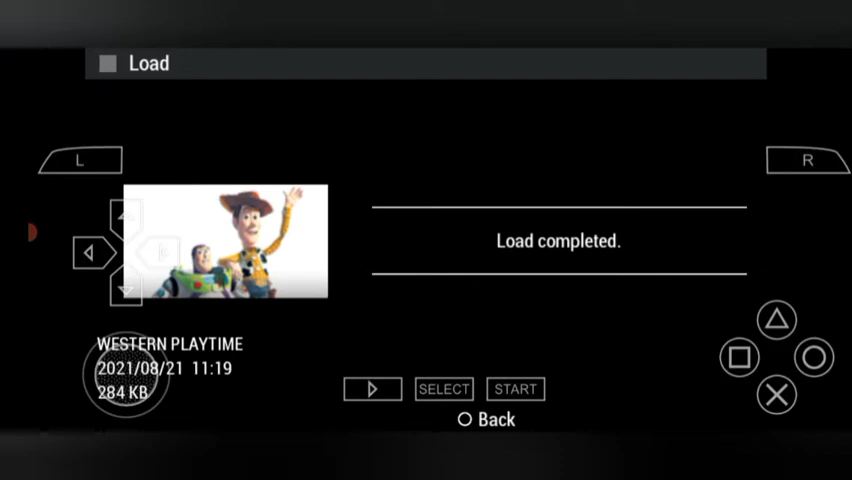 Load
L
R
Load completed.
WESTERN PLAYTIME
2021/08/21 11:19
284 KB
SELECT
START
Back